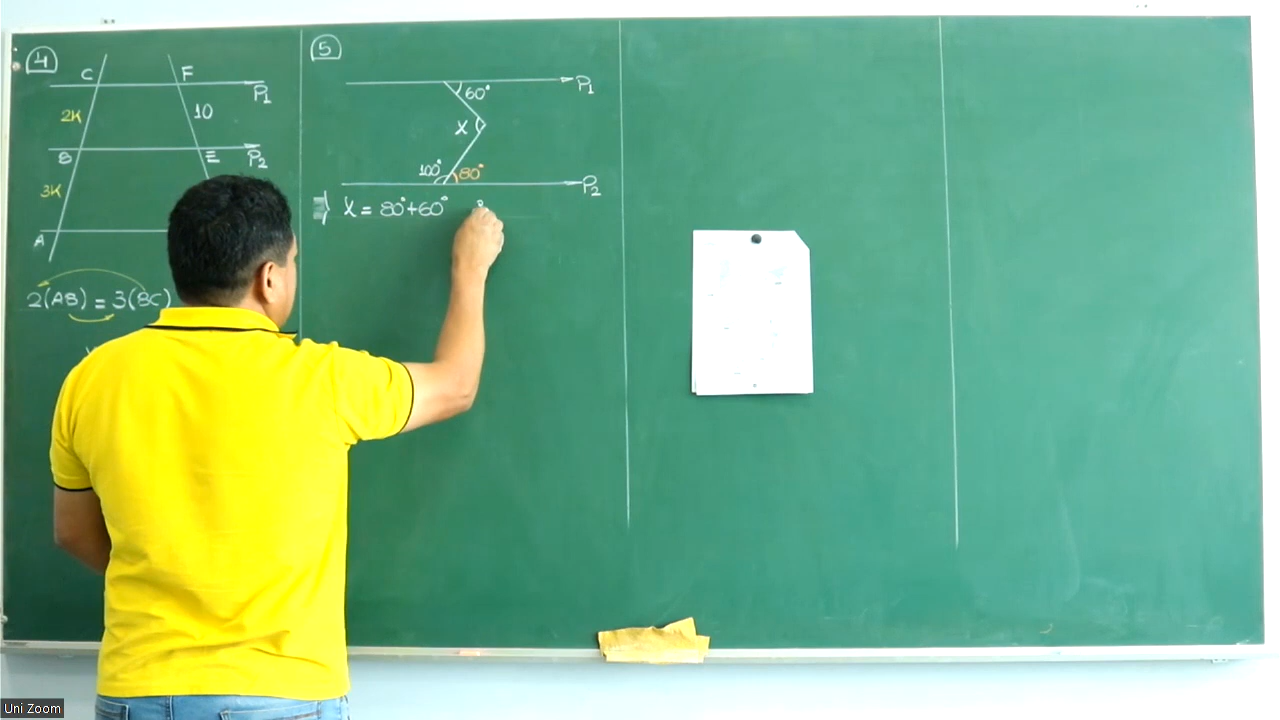 4
C
F
P1
2K
10
B
E
P2
3K
A
2(AB) = 3(BC)
5
P1
60°
X
100°
80°
P2
X = 80°+60°
Uni Zoom